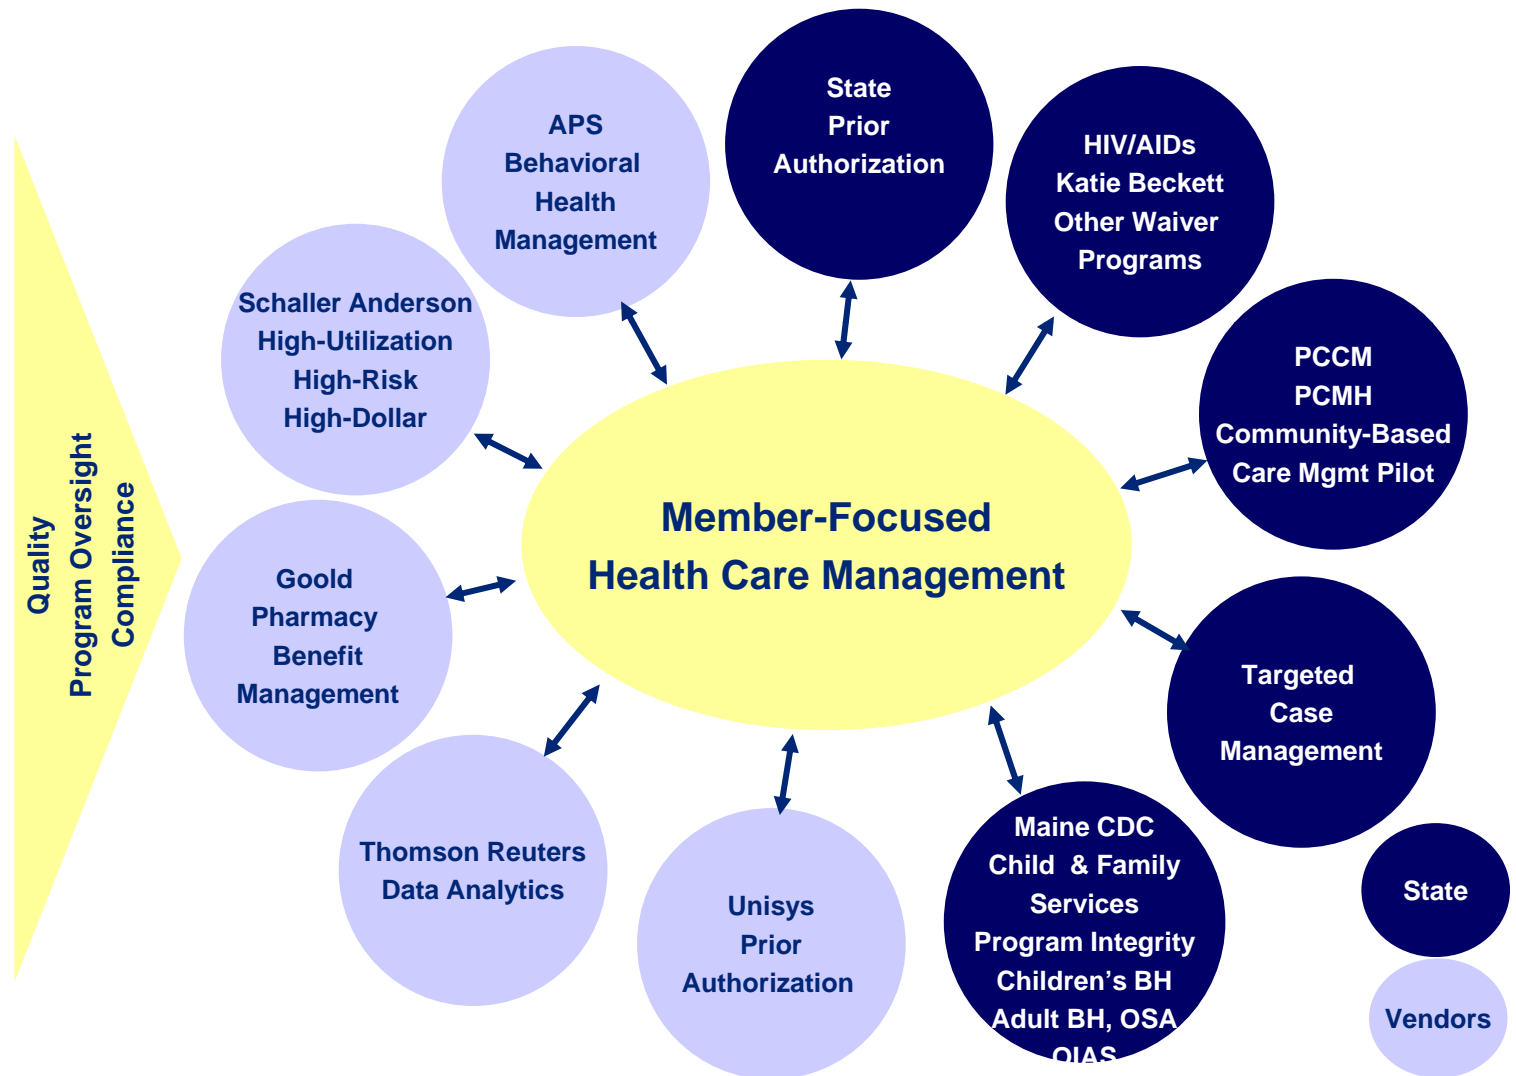 Quality
Program Oversight
Compliance
APS
Behavioral
Health
Management
State
Prior
Authorization
HIV/AIDs
Katie Beckett
Other Waiver
Programs
Schaller Anderson
High-Utilization
High-Risk
High-Dollar
PCCM
PCMH
Community-Based
Care Mgmt Pilot
Member-Focused
Health Care Management
Goold
Pharmacy
Benefit
Management
Targeted
Case
Management
Thomson Reuters
Data Analytics
Unisys
Prior
Authorization
Maine CDC
Child & Family
Services
Program Integrity
Children’s BH
Adult BH, OSA
OIAS
State
Vendors